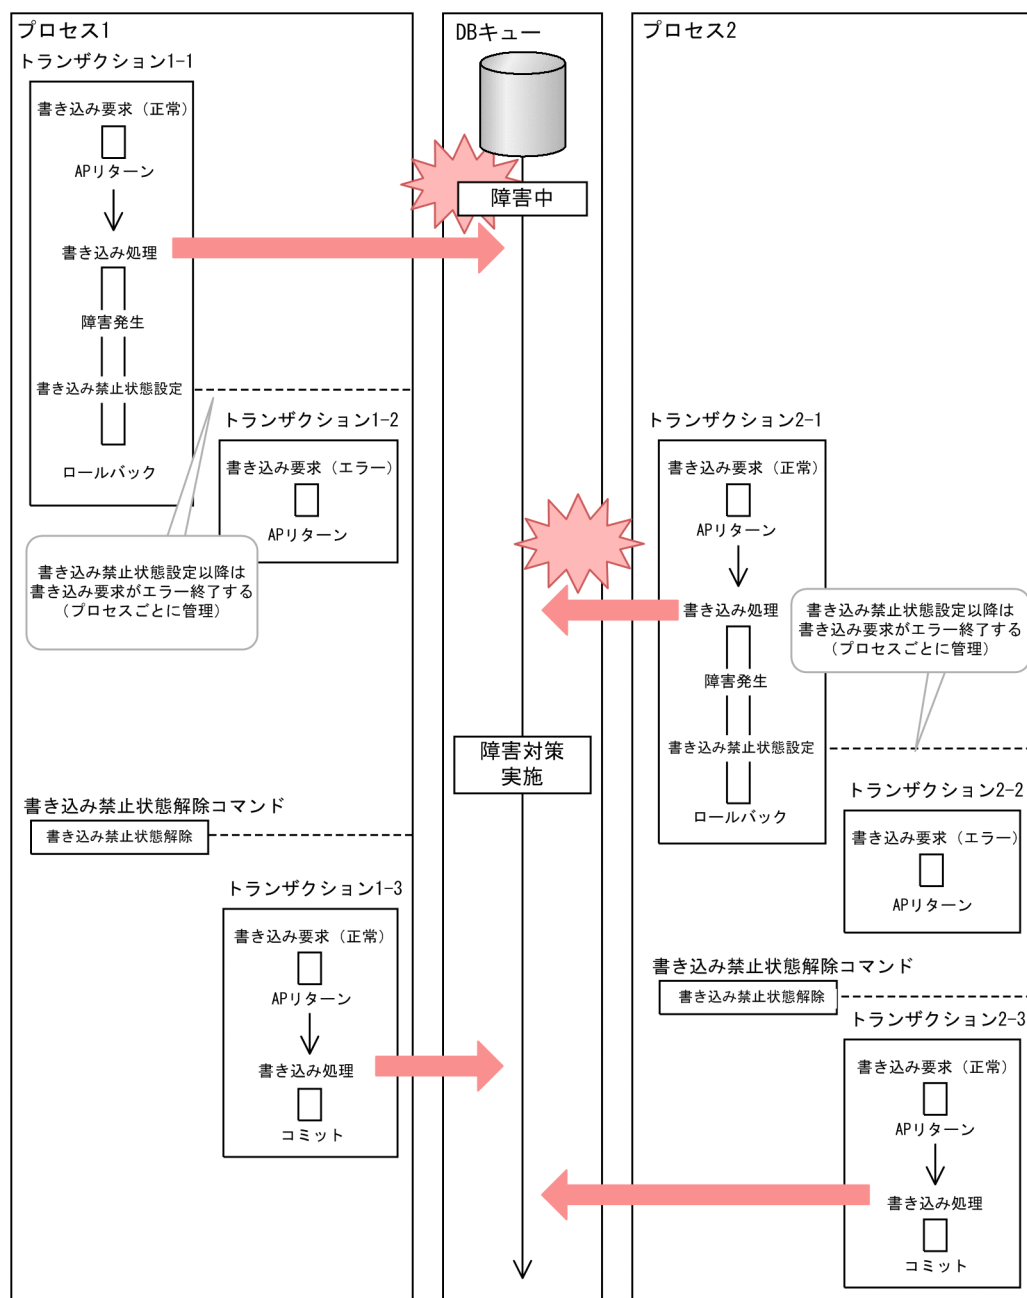 プロセス1
トランザクション1-1
書き込み要求（正常）
APリターン
書き込み処理
障害発生
書き込み禁止状態設定
ロールバック
トランザクション1-2
書き込み要求（エラー）
APリターン
書き込み禁止状態設定以降は
書き込み要求がエラー終了する
（プロセスごとに管理）
書き込み禁止状態解除コマンド
書き込み禁止状態解除
トランザクション1-3
書き込み要求（正常）
APリターン
書き込み処理
コミット
DBキュー
障害中
障害対策
実施
プロセス2
トランザクション2-1
書き込み要求（正常）
APリターン
書き込み処理
障害発生
書き込み禁止状態設定
ロールバック
書き込み禁止状態設定以降は
書き込み要求がエラー終了する
（プロセスごとに管理）
トランザクション2-2
書き込み要求（エラー）
APリターン
書き込み禁止状態解除コマンド
書き込み禁止状態解除
トランザクション2-3
書き込み要求（正常）
APリターン
書き込み処理
コミット